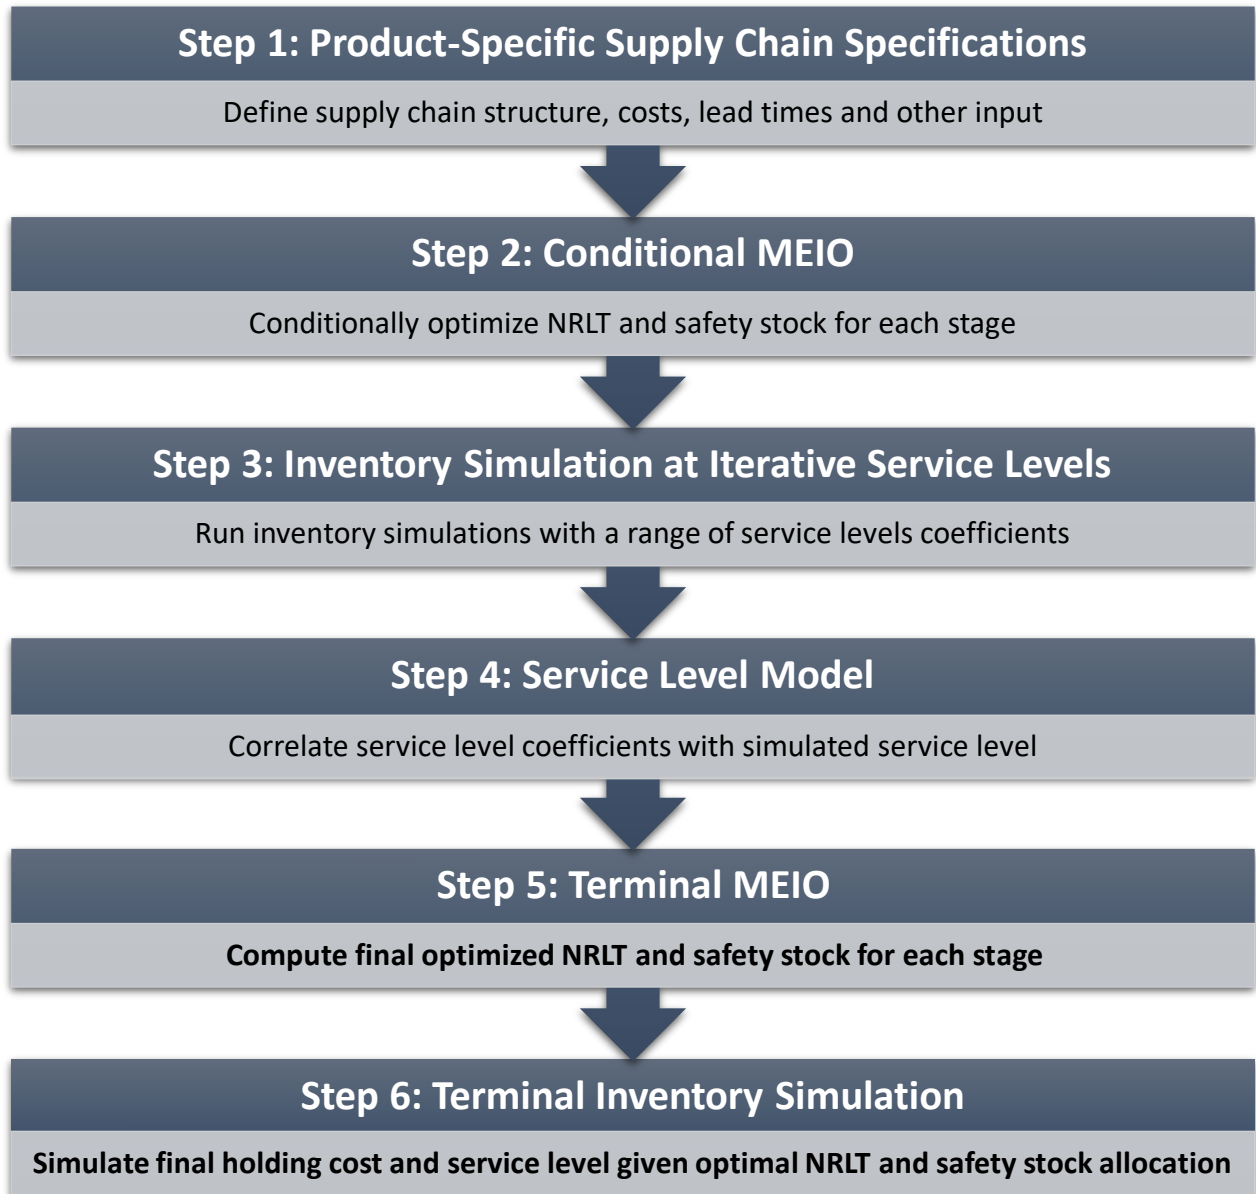 Step 1: Product-Specific Supply Chain Specifications
Define supply chain structure, costs, lead times and other input
Step 2: Conditional MEIO
Conditionally optimize NRLT and safety stock for each stage
Step 3: Inventory Simulation at Iterative Service Levels
Run inventory simulations with a range of service levels coefficients
Step 4: Service Level Model
Correlate service level coefficients with simulated service level
Step 5: Terminal MEIO
Compute final optimized NRLT and safety stock for each stage
Step 6: Terminal Inventory Simulation
Simulate final holding cost and service level given optimal NRLT and safety stock allocation